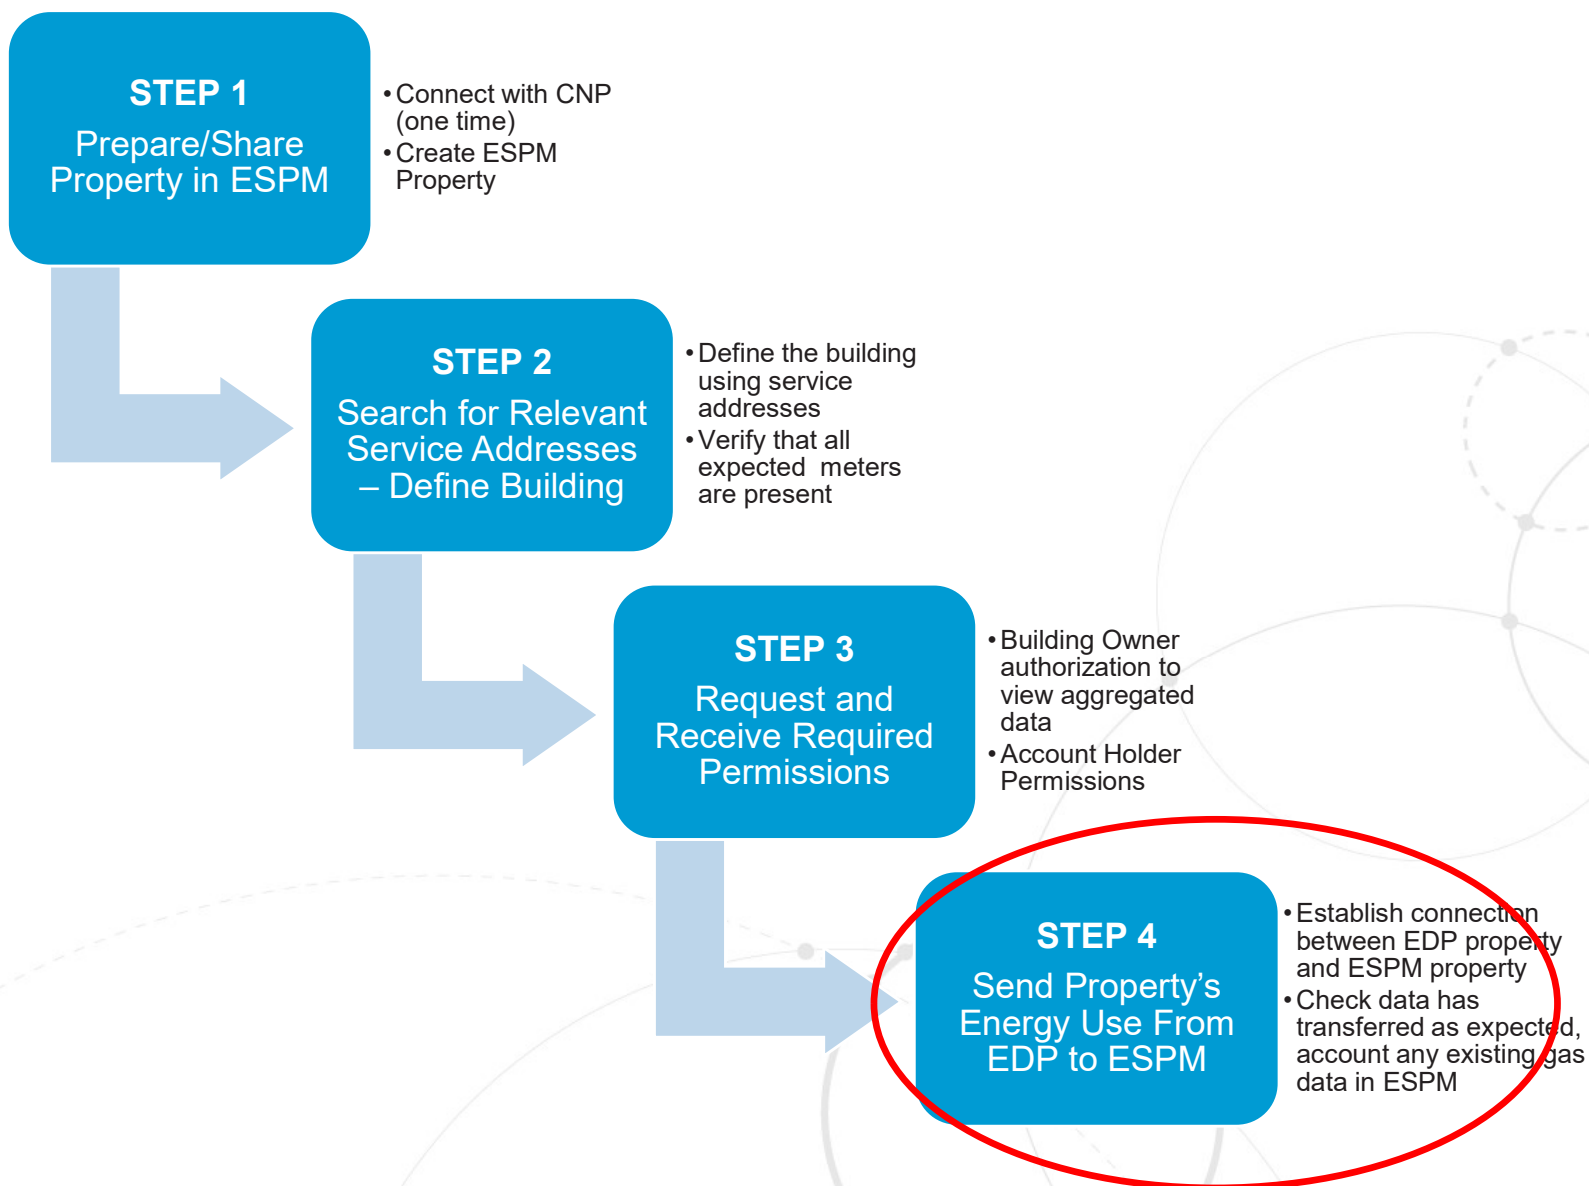 STEP 1
Prepare/Share
Property in ESPM
• Connect with CNP
(one time)
• Create ESPM
Property
STEP 2
Search for Relevant
Service Addresses
– Define Building
• Define the building
using service
addresses
• Verify that all
expected meters
are present
STEP 3
Request and
Receive Required
Permissions
• Building Owner
authorization to
view aggregated
data
• Account Holder
Permissions
STEP 4
Send Property’s
Energy Use From
EDP to ESPM
• Establish connection
between EDP property
and ESPM property
• Check data has
transferred as expected,
account any existing gas
data in ESPM